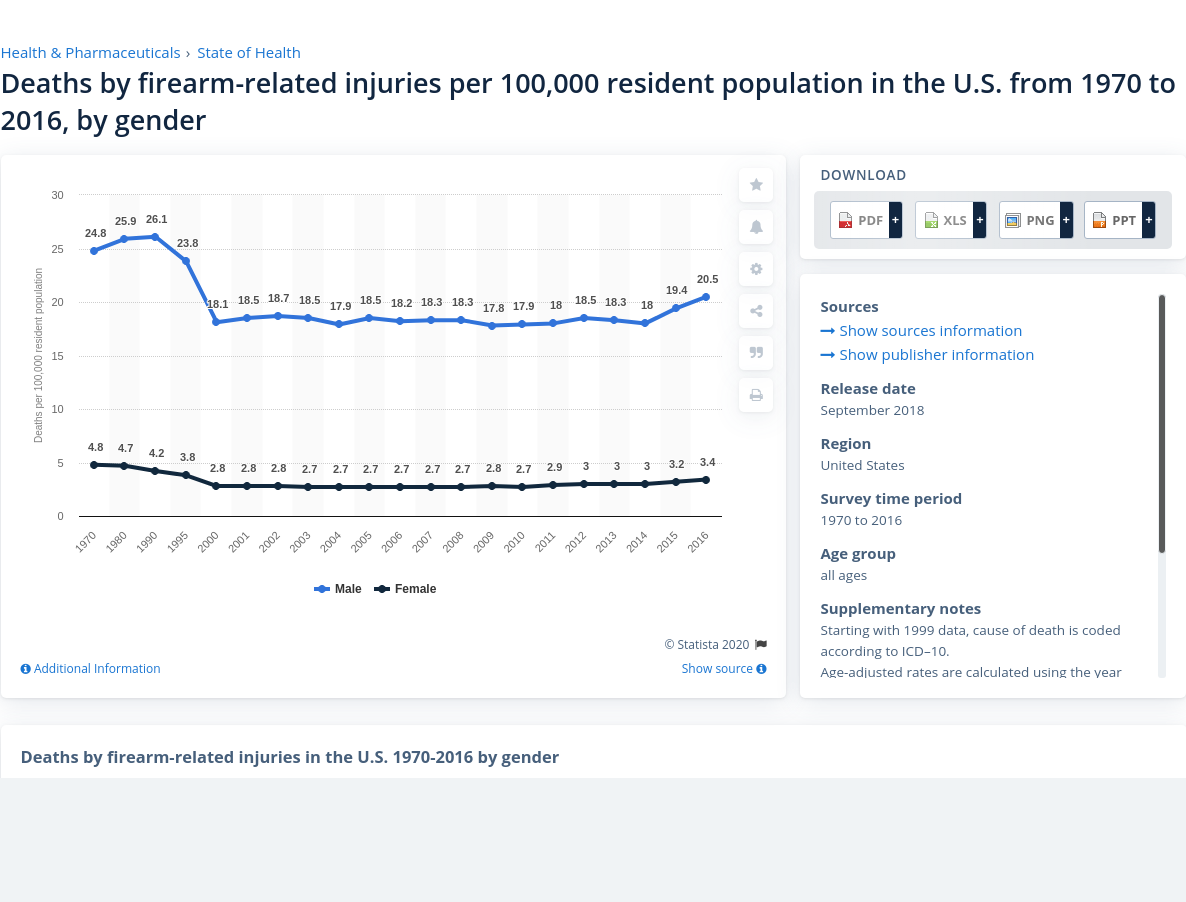 Health & Pharmaceuticals › State of Health
Deaths by firearm-related injuries per 100,000 resident population in the U.S. from 1970 to
2016, by gender
Deaths per 100,000 resident population
30
25
20
15
10
5
0
24.8 25.9 26.1 23.8 18.1 18.5 18.7 18.5 17.9 18.5 18.2 18.3 18.3 17.8 17.9 18 18.5 18.3 18 19.4 20.5
4.8 4.7 4.2 3.8 2.8 2.8 2.8 2.7 2.7 2.7 2.7 2.7 2.7 2.8 2.7 2.9 3 3 3 3.2 3.4
1970 1980 1990 1995 2000 2001 2002 2003 2004 2005 2006 2007 2008 2009 2010 2011 2012 2013 2014 2015 2016
Male Female
© Statista 2020
Additional Information
Show source
DOWNLOAD
PDF + XLS + PNG + PPT +
Sources
Show sources information
Show publisher information
Release date
September 2018
Region
United States
Survey time period
1970 to 2016
Age group
all ages
Supplementary notes
Starting with 1999 data, cause of death is coded
according to ICD–10.
Age-adjusted rates are calculated using the year
Deaths by firearm-related injuries in the U.S. 1970-2016 by gender